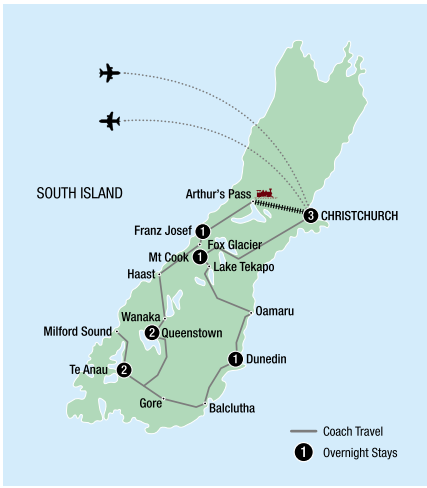 SOUTH ISLAND
Arthur's Pass
3 CHRISTCHURCH
Franz Josef 1
Fox Glacier
Mt Cook 1
Lake Tekapo
Haast
Oamaru
Wanaka
Milford Sound
2 Queenstown
1 Dunedin
Te Anau 2
Gore
Balclutha
Coach Travel
1 Overnight Stays